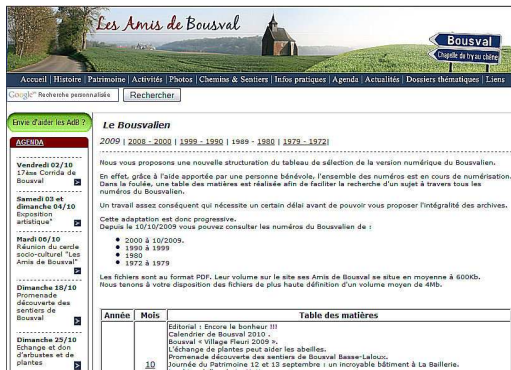 Les Amis de Bousval
Bousval
Chapelle du try au chêne
Accueil | Histoire | Patrimoine | Activités | Photos | Chemins & Sentiers | Infos pratiques | Agenda | Actualités | Dossiers thématiques | Liens
Google™ Recherche personnalisée Rechercher
Envie d'aider les AdB ?
AGENDA
Vendredi 02/10
17ème Corrida de
Bousval
Samedi 03 et
dimanche 04/10
Exposition
artistique"
Mardi 06/10
Réunion du cercle
socio-culturel "Les
Amis de Bousval"
Dimanche 18/10
Promenade
découverte des
sentiers de
Bousval
Dimanche 25/10
Echange et don
d'arbustes et de
plantes
Le Bousvalien
2009 | 2008 - 2000 | 1999 - 1990 | 1989 - 1980 | 1979 - 1972|
Nous vous proposons une nouvelle structuration du tableau de sélection de la version numérique du Bousvalien.
En effet, grâce à l'aide apportée par une personne bénévole, l'ensemble des numéros est en cours de numérisation.
Dans la foulée, une table des matières est réalisée afin de faciliter la recherche d'un sujet à travers tous les
numéros du Bousvalien.
Un travail assez conséquent qui nécessite un certain délai avant de pouvoir vous proposer l'intégralité des archives.
Cette adaptation est donc progressive.
Depuis le 10/10/2009 vous pouvez consulter les numéros du Bousvalien de :
2000 à 10/2009.
1990 à 1999
1980
1972 à 1979
Les fichiers sont au format PDF. Leur volume sur le site ses Amis de Bousval se situe en moyenne à 600Kb.
Nous tenons à votre disposition des fichiers de plus haute définition d'un volume moyen de 4Mb.
Année Mois Table des matières
Editorial : Encore le bonheur !!!
Calendrier de Bousval 2010 .
Bousval « Village Fleuri 2009 ».
L'échange de plantes peut aider les abeilles.
Promenade découverte des sentiers de Bousval Basse-Laloux.
10 Journée du Patrimoine 12 et 13 septembre : un incroyable bâtiment à La Baillerie.